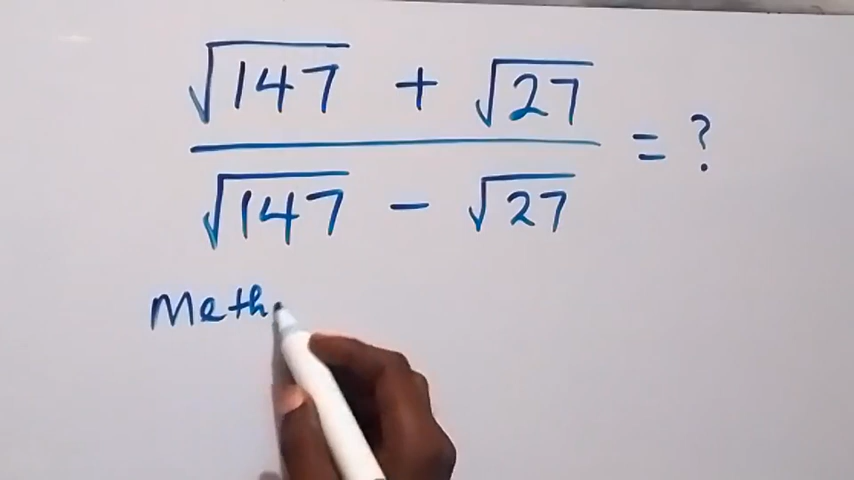 √147 + √27
√147 - √27
= ?
Meth